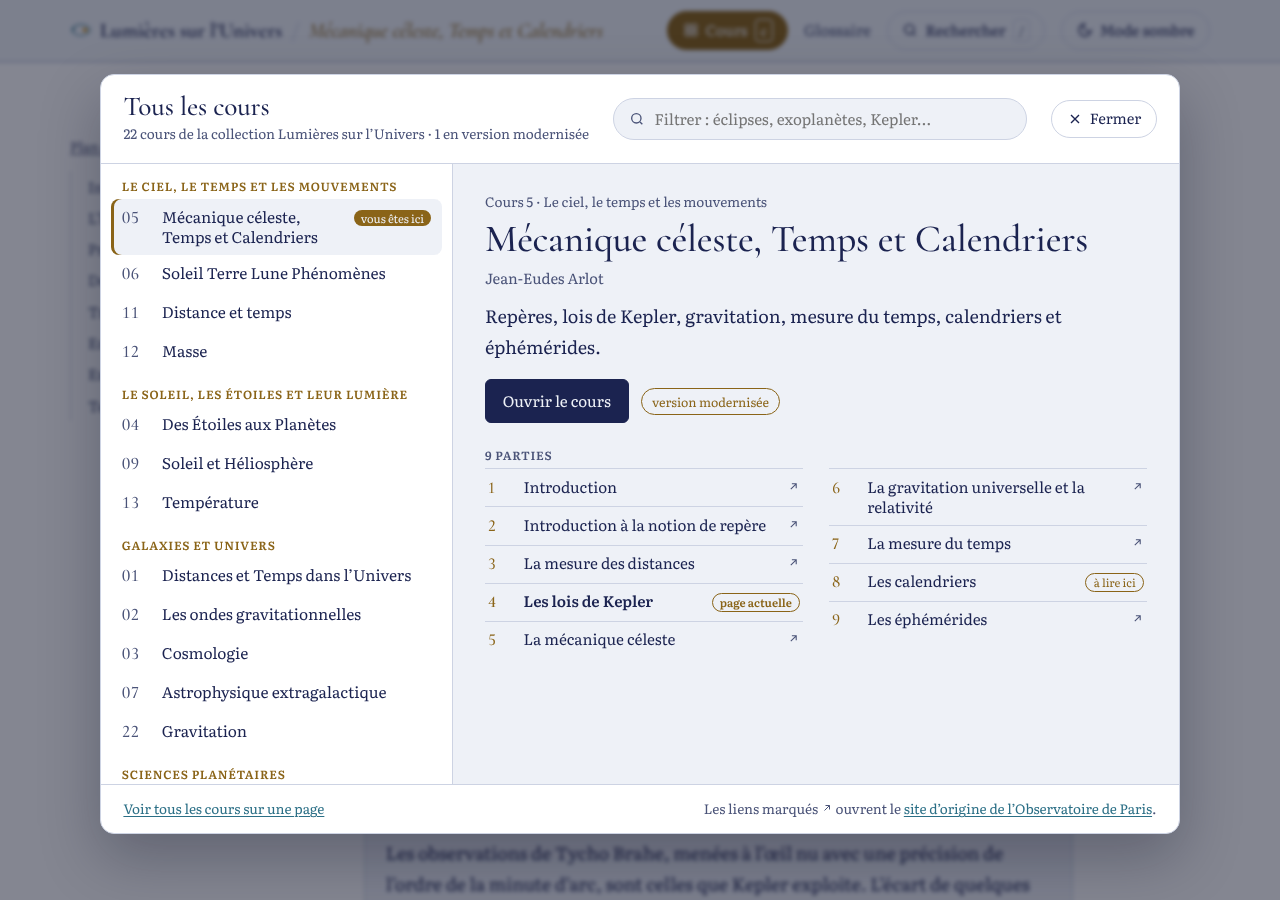 Lumières sur l'Univers / Mécanique céleste, Temps et Calendriers
Cours
Glossaire
Rechercher /
Mode sombre
Tous les cours
22 cours de la collection Lumières sur l’Univers · 1 en version modernisée
Filtrer : éclipses, exoplanètes, Kepler…
Fermer
LE CIEL, LE TEMPS ET LES MOUVEMENTS
05 Mécanique céleste, Temps et Calendriers
vous êtes ici
06 Soleil Terre Lune Phénomènes
11 Distance et temps
12 Masse
LE SOLEIL, LES ÉTOILES ET LEUR LUMIÈRE
04 Des Étoiles aux Planètes
09 Soleil et Héliosphère
13 Température
GALAXIES ET UNIVERS
01 Distances et Temps dans l’Univers
02 Les ondes gravitationnelles
03 Cosmologie
07 Astrophysique extragalactique
22 Gravitation
SCIENCES PLANÉTAIRES
Cours 5 · Le ciel, le temps et les mouvements
Mécanique céleste, Temps et Calendriers
Jean-Eudes Arlot
Repères, lois de Kepler, gravitation, mesure du temps, calendriers et
éphémérides.
Ouvrir le cours
version modernisée
9 PARTIES
1 Introduction ↗
2 Introduction à la notion de repère ↗
3 La mesure des distances ↗
4 Les lois de Kepler page actuelle
5 La mécanique céleste ↗
6 La gravitation universelle et la
relativité ↗
7 La mesure du temps ↗
8 Les calendriers à lire ici
9 Les éphémérides ↗
Voir tous les cours sur une page
Les liens marqués ↗ ouvrent le site d’origine de l’Observatoire de Paris.
Les observations de Tycho Brahe, menées à l'œil nu avec une précision de
l'ordre de la minute d'arc, sont celles que Kepler exploite. L'écart de quelques